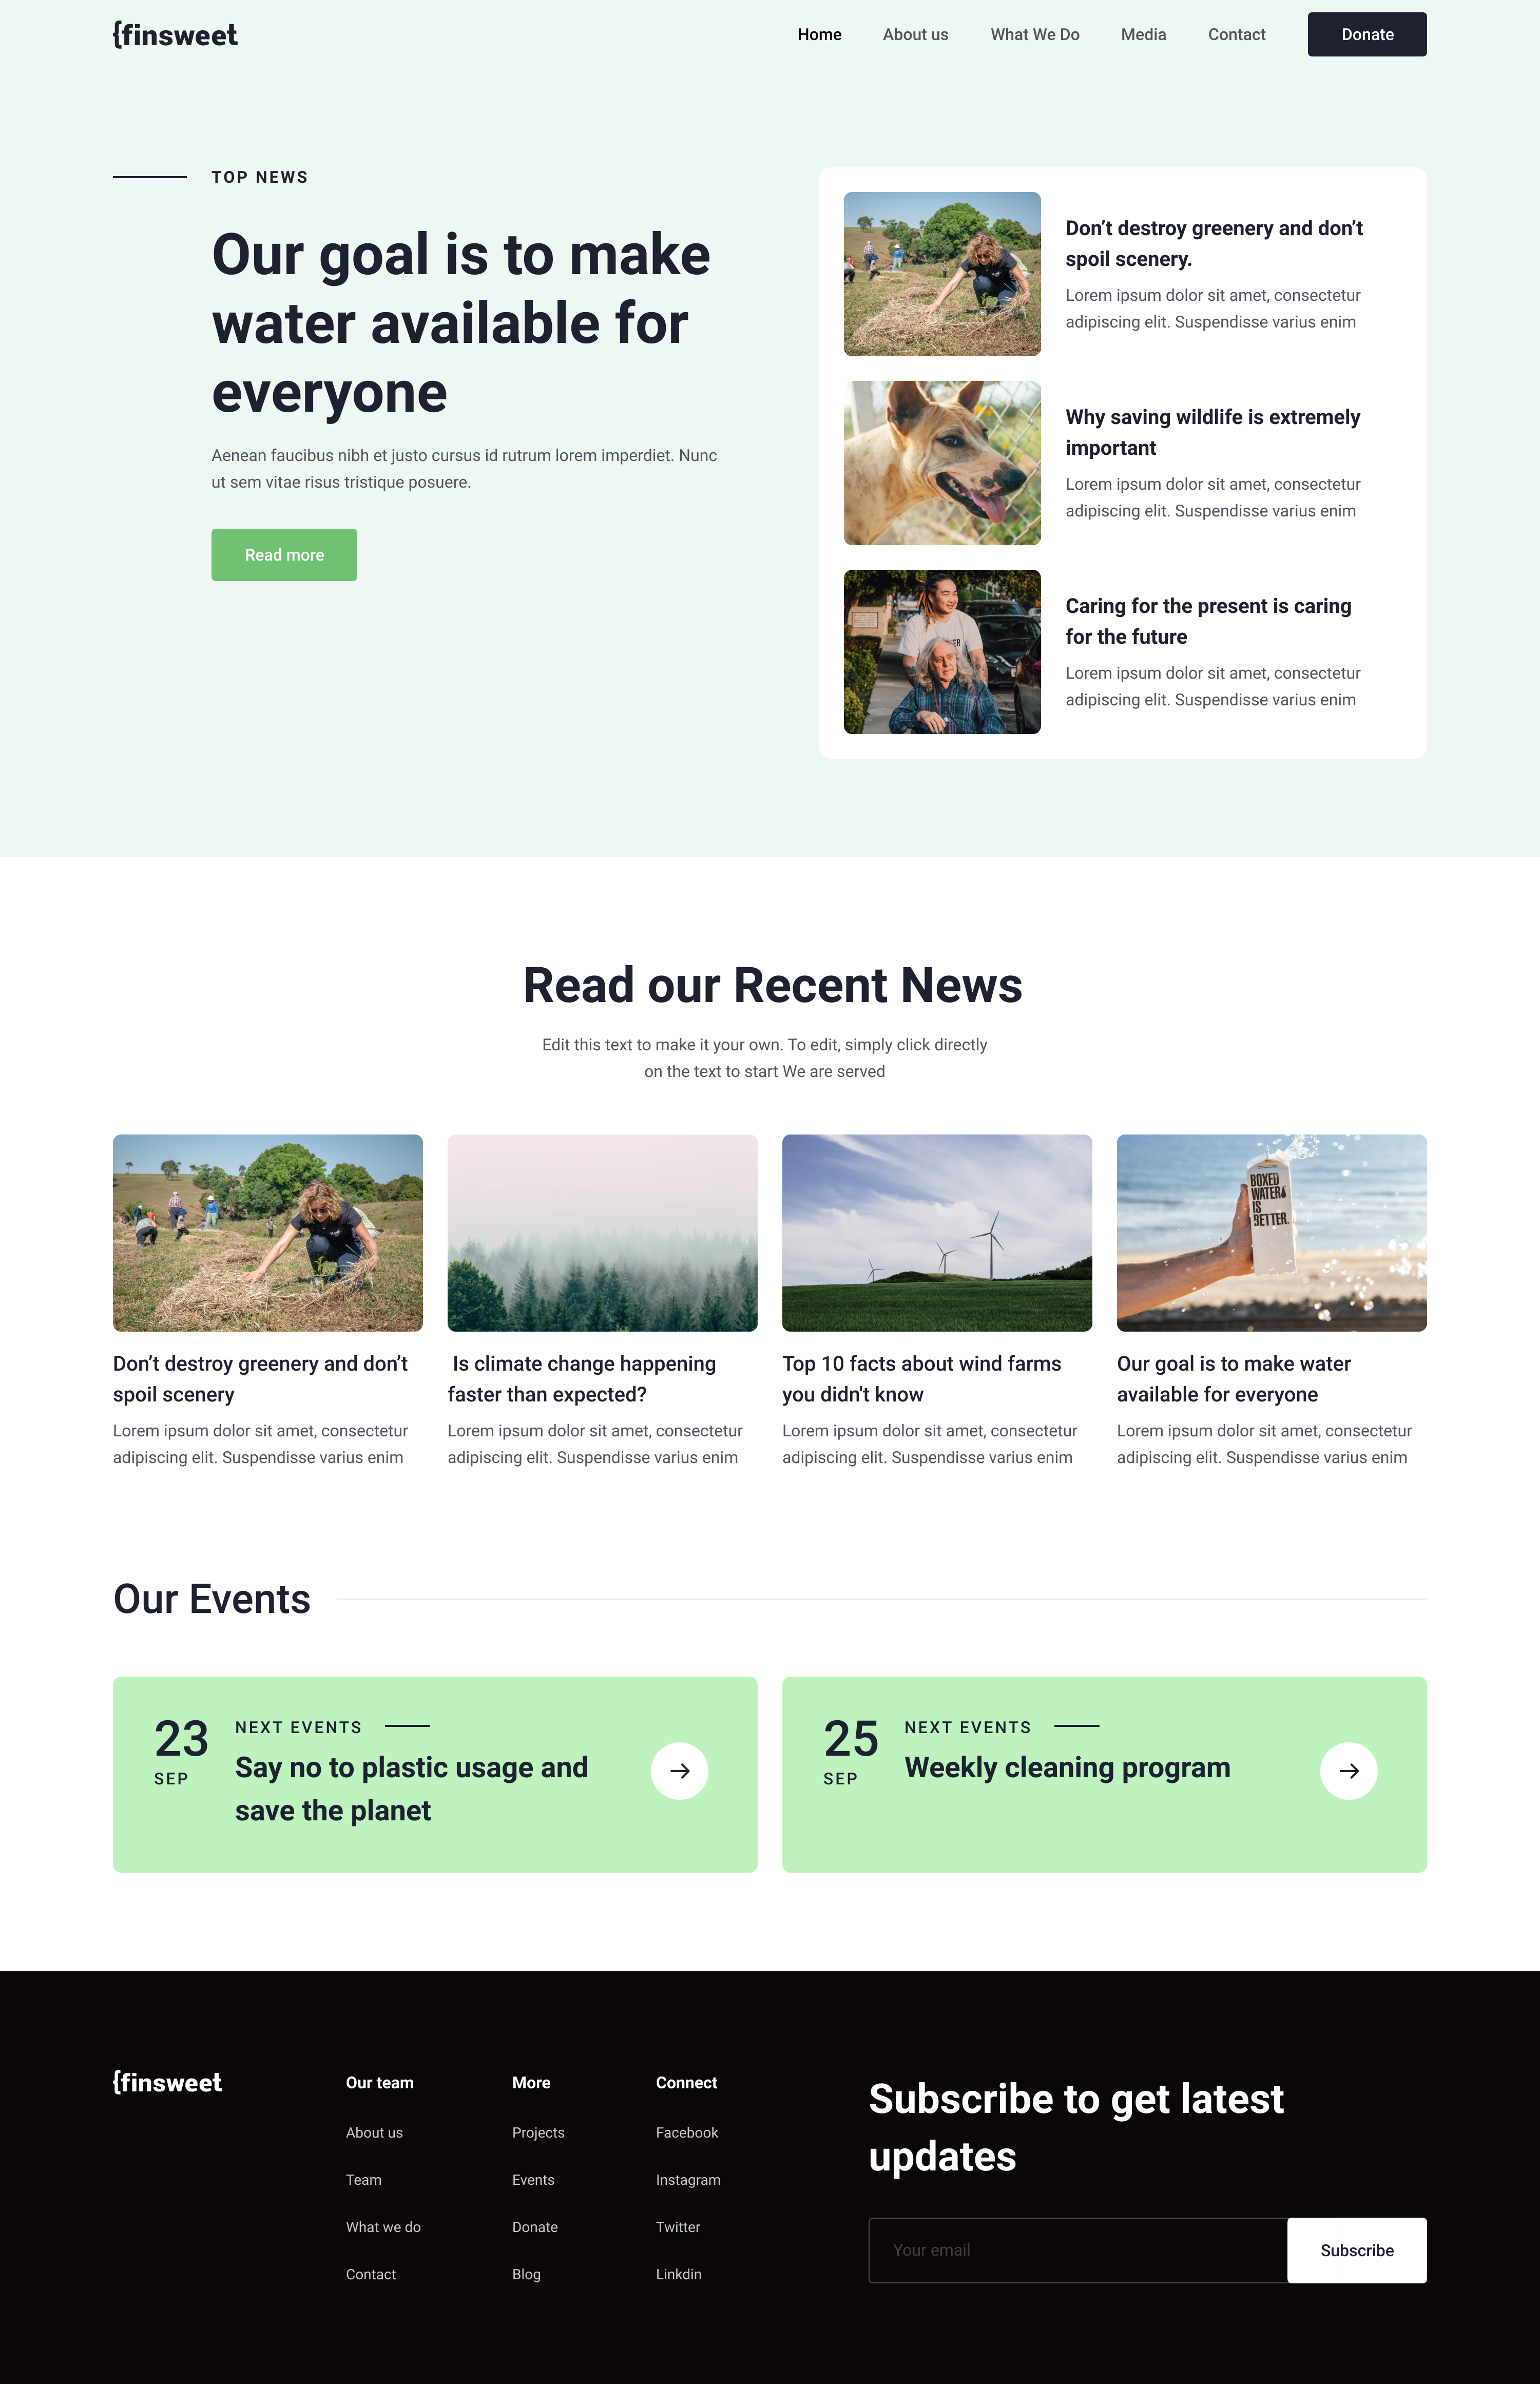 {finsweet
Home
About us
What We Do
Media
Contact
Donate
TOP NEWS
Our goal is to make
water available for
everyone
Aenean faucibus nibh et justo cursus id rutrum lorem imperdiet. Nunc
ut sem vitae risus tristique posuere.
Read more
Don’t destroy greenery and don’t
spoil scenery.
Lorem ipsum dolor sit amet, consectetur
adipiscing elit. Suspendisse varius enim
Why saving wildlife is extremely
important
Lorem ipsum dolor sit amet, consectetur
adipiscing elit. Suspendisse varius enim
Caring for the present is caring
for the future
Lorem ipsum dolor sit amet, consectetur
adipiscing elit. Suspendisse varius enim
Read our Recent News
Edit this text to make it your own. To edit, simply click directly
on the text to start We are served
BOXED
WATER
IS
BETTER.
Don’t destroy greenery and don’t
spoil scenery
Lorem ipsum dolor sit amet, consectetur
adipiscing elit. Suspendisse varius enim
Is climate change happening
faster than expected?
Lorem ipsum dolor sit amet, consectetur
adipiscing elit. Suspendisse varius enim
Top 10 facts about wind farms
you didn't know
Lorem ipsum dolor sit amet, consectetur
adipiscing elit. Suspendisse varius enim
Our goal is to make water
available for everyone
Lorem ipsum dolor sit amet, consectetur
adipiscing elit. Suspendisse varius enim
Our Events
23
SEP
NEXT EVENTS
Say no to plastic usage and
save the planet
25
SEP
NEXT EVENTS
Weekly cleaning program
{finsweet
Our team
About us
Team
What we do
Contact
More
Projects
Events
Donate
Blog
Connect
Facebook
Instagram
Twitter
Linkdin
Subscribe to get latest
updates
Your email
Subscribe